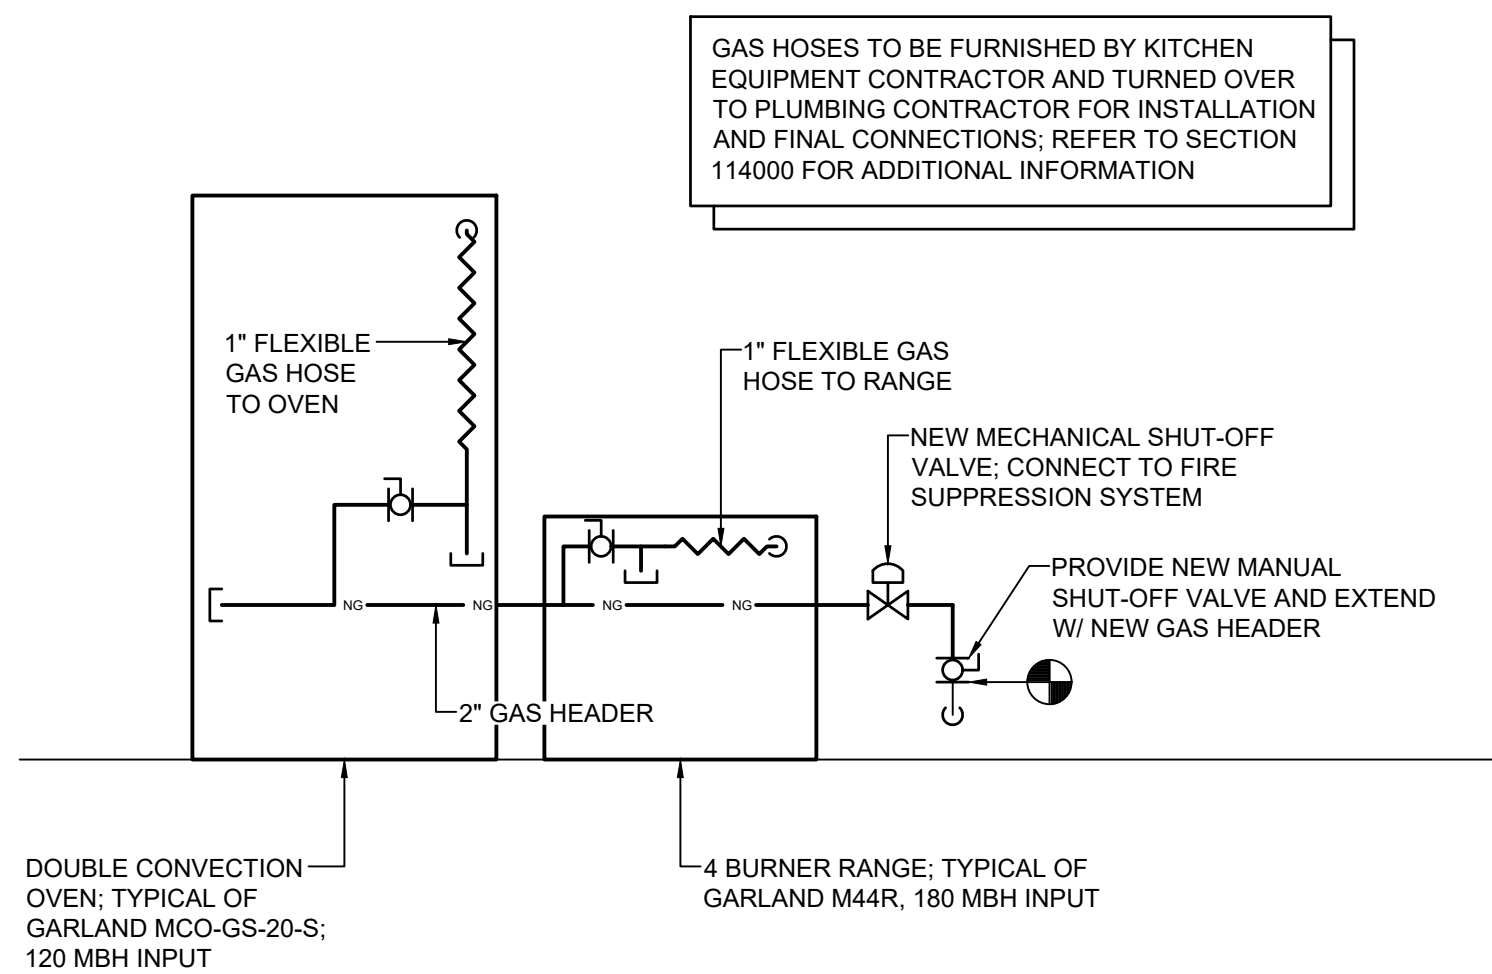 GAS HOSES TO BE FURNISHED BY KITCHEN
EQUIPMENT CONTRACTOR AND TURNED OVER
TO PLUMBING CONTRACTOR FOR INSTALLATION
AND FINAL CONNECTIONS; REFER TO SECTION
114000 FOR ADDITIONAL INFORMATION
1" FLEXIBLE
GAS HOSE
TO OVEN
1" FLEXIBLE GAS
HOSE TO RANGE
NEW MECHANICAL SHUT-OFF
VALVE; CONNECT TO FIRE
SUPPRESSION SYSTEM
PROVIDE NEW MANUAL
SHUT-OFF VALVE AND EXTEND
W/ NEW GAS HEADER
NG
NG
NG
NG
2" GAS HEADER
DOUBLE CONVECTION
OVEN; TYPICAL OF
GARLAND MCO-GS-20-S;
120 MBH INPUT
4 BURNER RANGE; TYPICAL OF
GARLAND M44R, 180 MBH INPUT